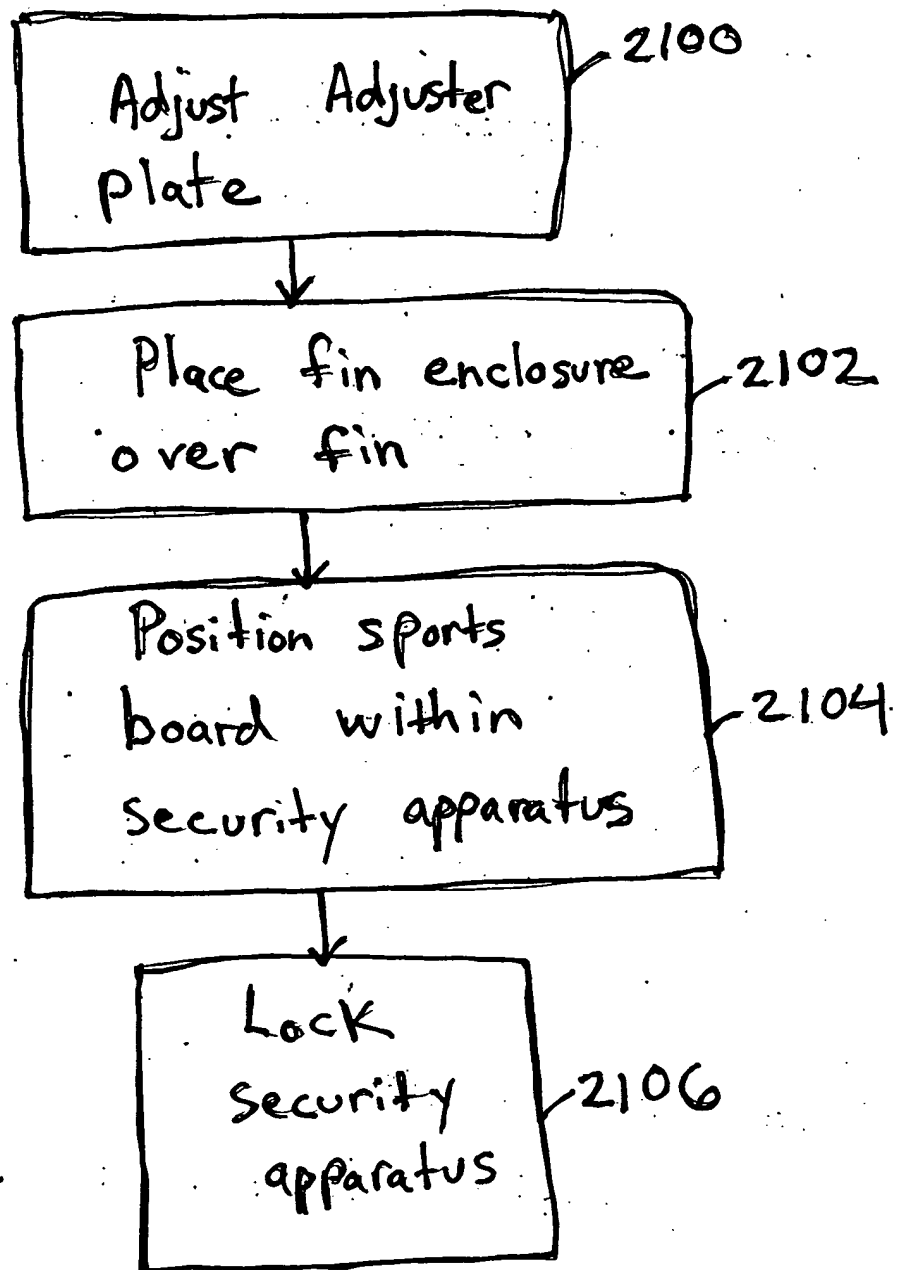 Adjust Adjuster
plate
2100
Place fin enclosure
over fin
2102
Position sports
board within
security apparatus
2104
Lock
security
apparatus
2106